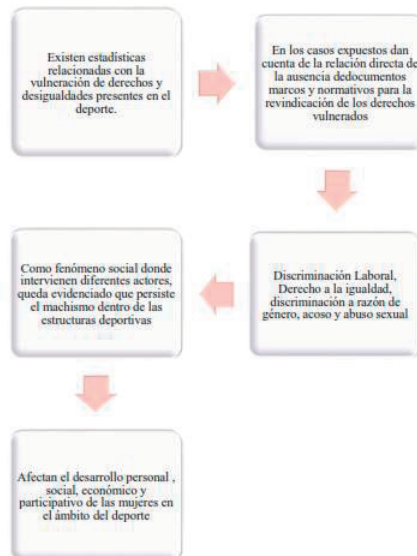 Existen estadísticas
relacionadas con la
vulneración de derechos y
desigualdades presentes en el
deporte.
En los casos expuestos dan
cuenta de la relación directa de
la ausencia dedocumentos
marcos y normativos para la
revindicación de los derechos
vulnerados
Discriminación Laboral,
Derecho a la igualdad,
discriminación a razón de
género, acoso y abuso sexual
Como fenómeno social donde
intervienen diferentes actores,
queda evidenciado que persiste
el machismo dentro de las
estructuras deportivas
Afectan el desarrollo personal ,
social, económico y
participativo de las mujeres en
el ámbito del deporte